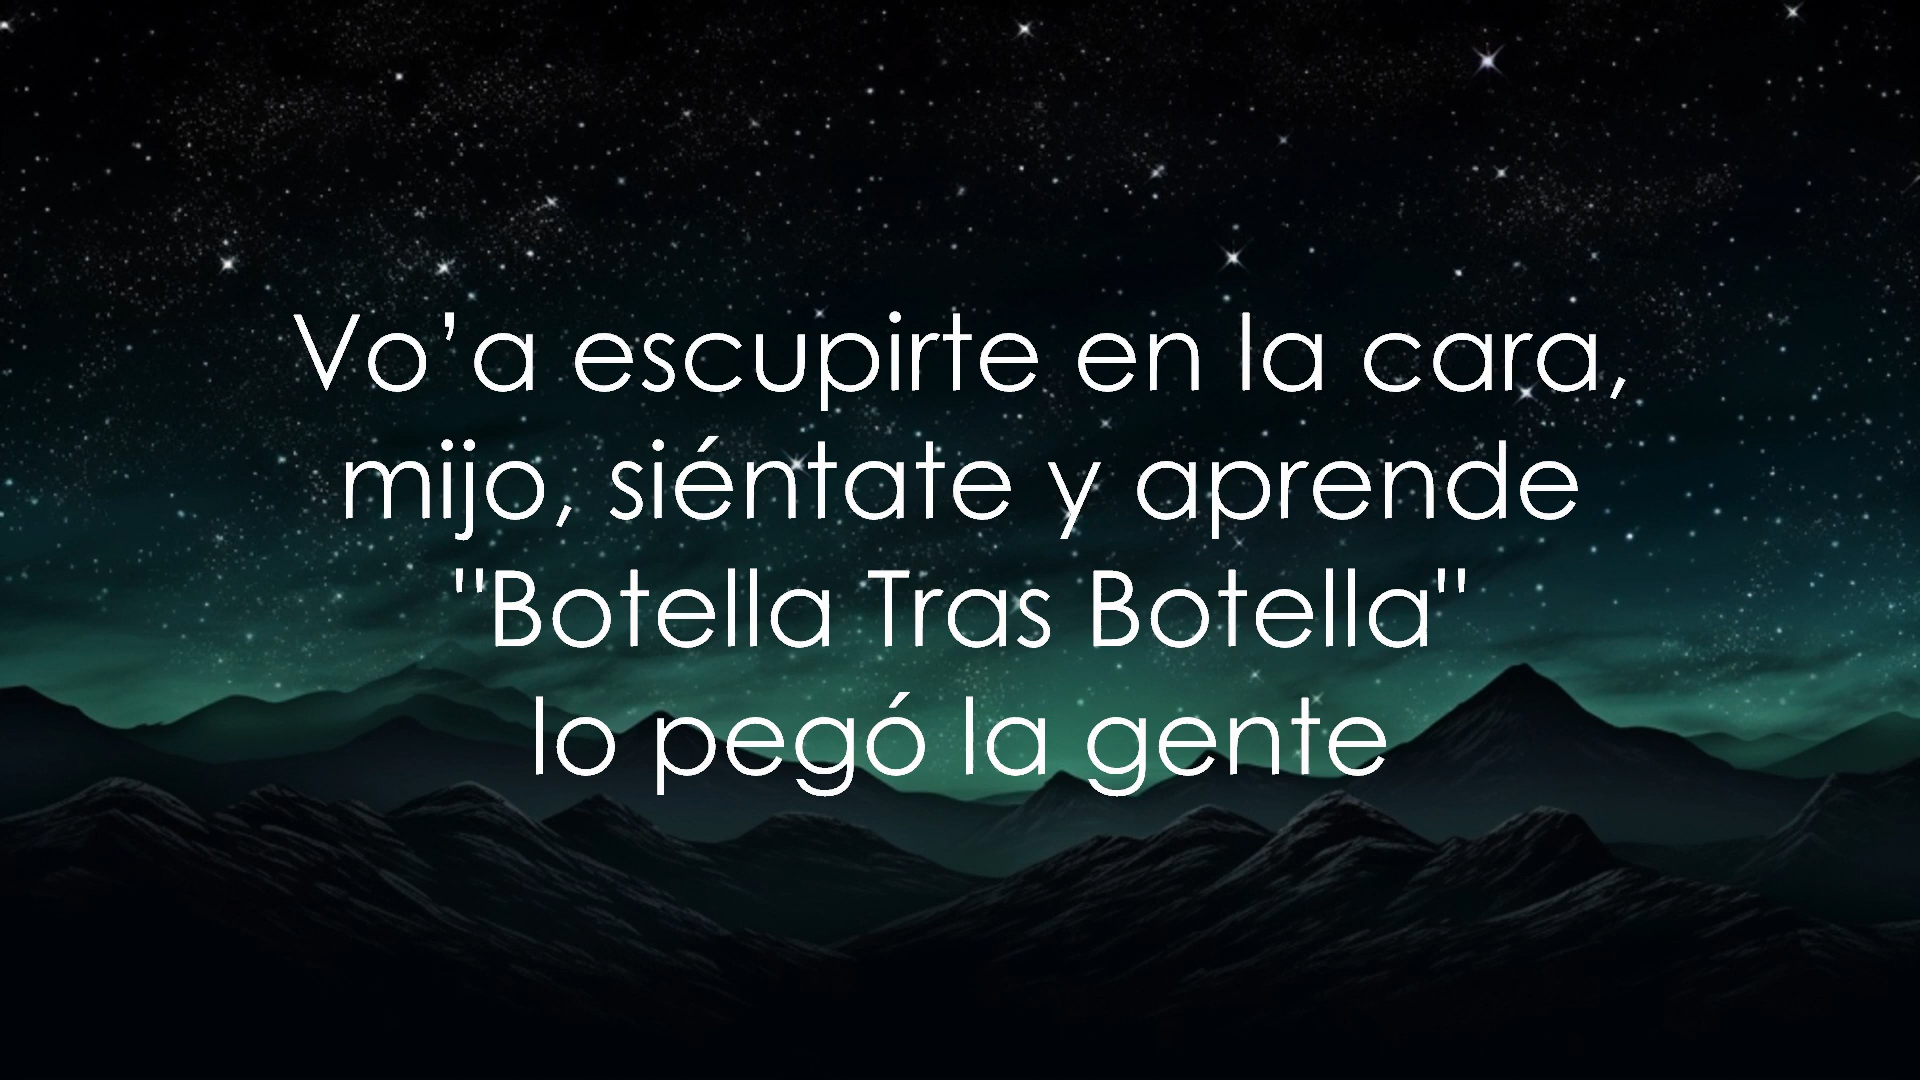 Vo’a escupirte en la cara,
mijo, siéntate y aprende
"Botella Tras Botella"
lo pegó la gente